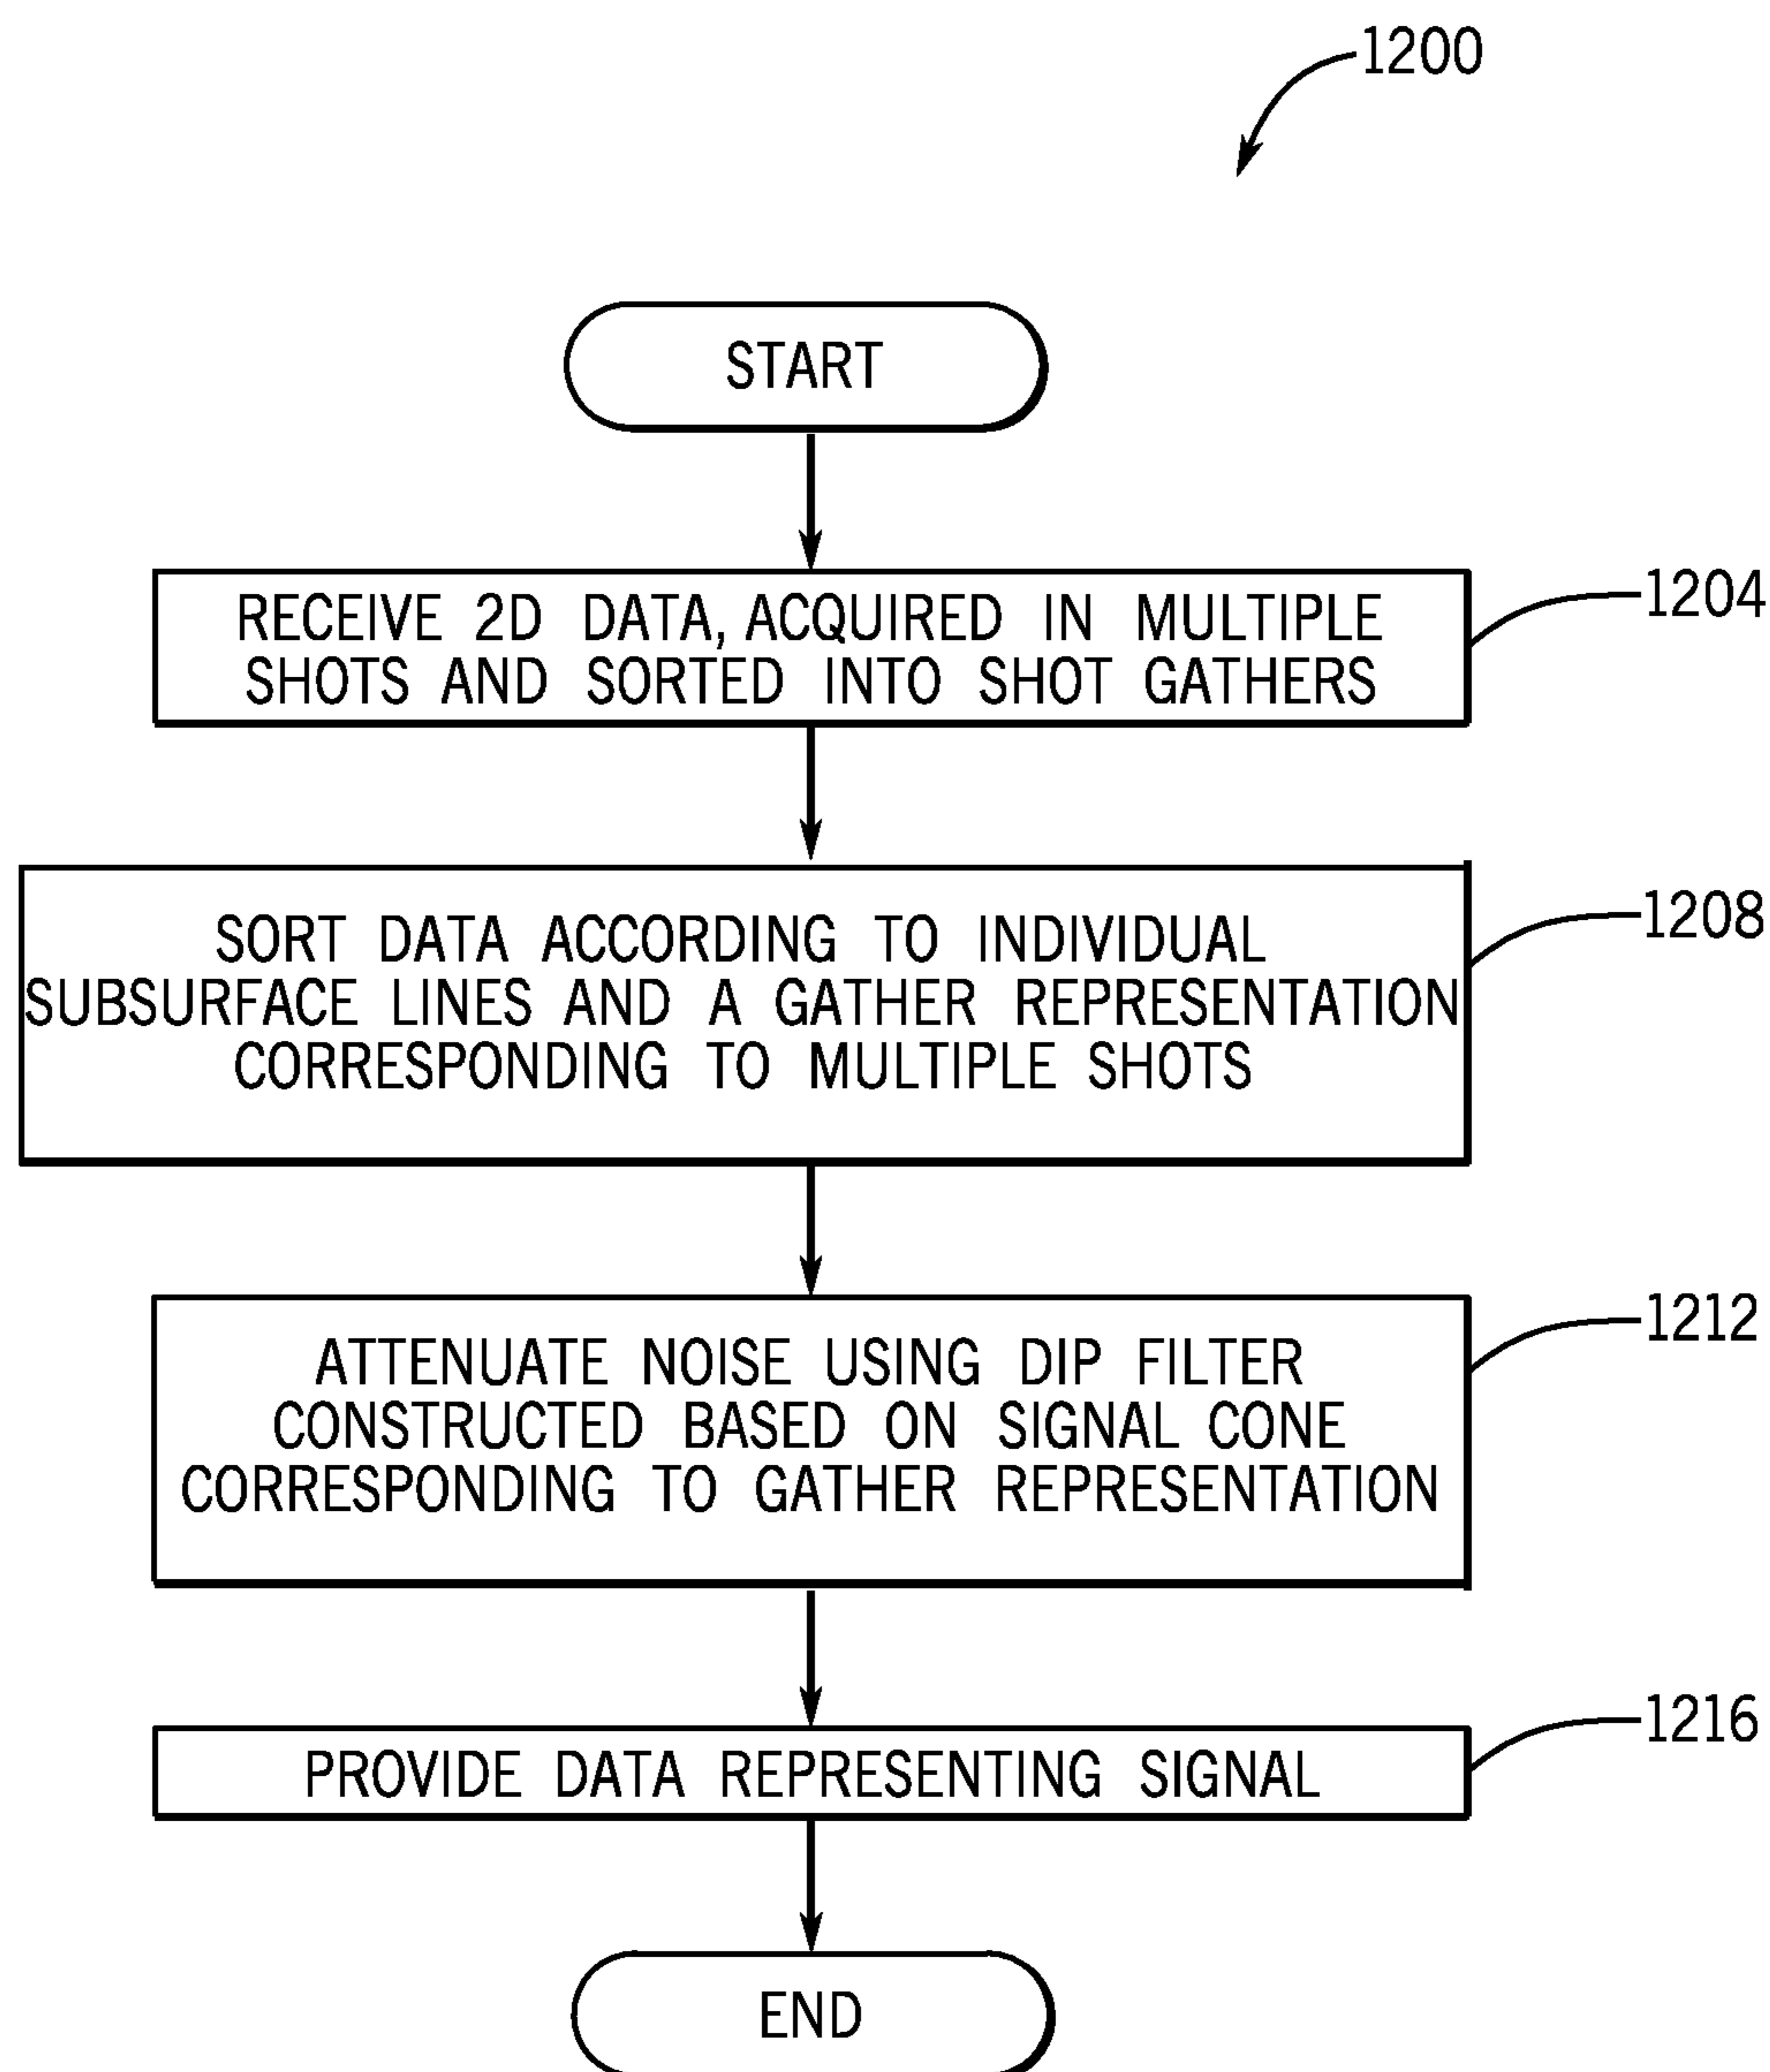 1200
START
RECEIVE 2D DATA, ACQUIRED IN MULTIPLE
SHOTS AND SORTED INTO SHOT GATHERS
1204
SORT DATA ACCORDING TO INDIVIDUAL
SUBSURFACE LINES AND A GATHER REPRESENTATION
CORRESPONDING TO MULTIPLE SHOTS
1208
ATTENUATE NOISE USING DIP FILTER
CONSTRUCTED BASED ON SIGNAL CONE
CORRESPONDING TO GATHER REPRESENTATION
1212
PROVIDE DATA REPRESENTING SIGNAL
1216
END